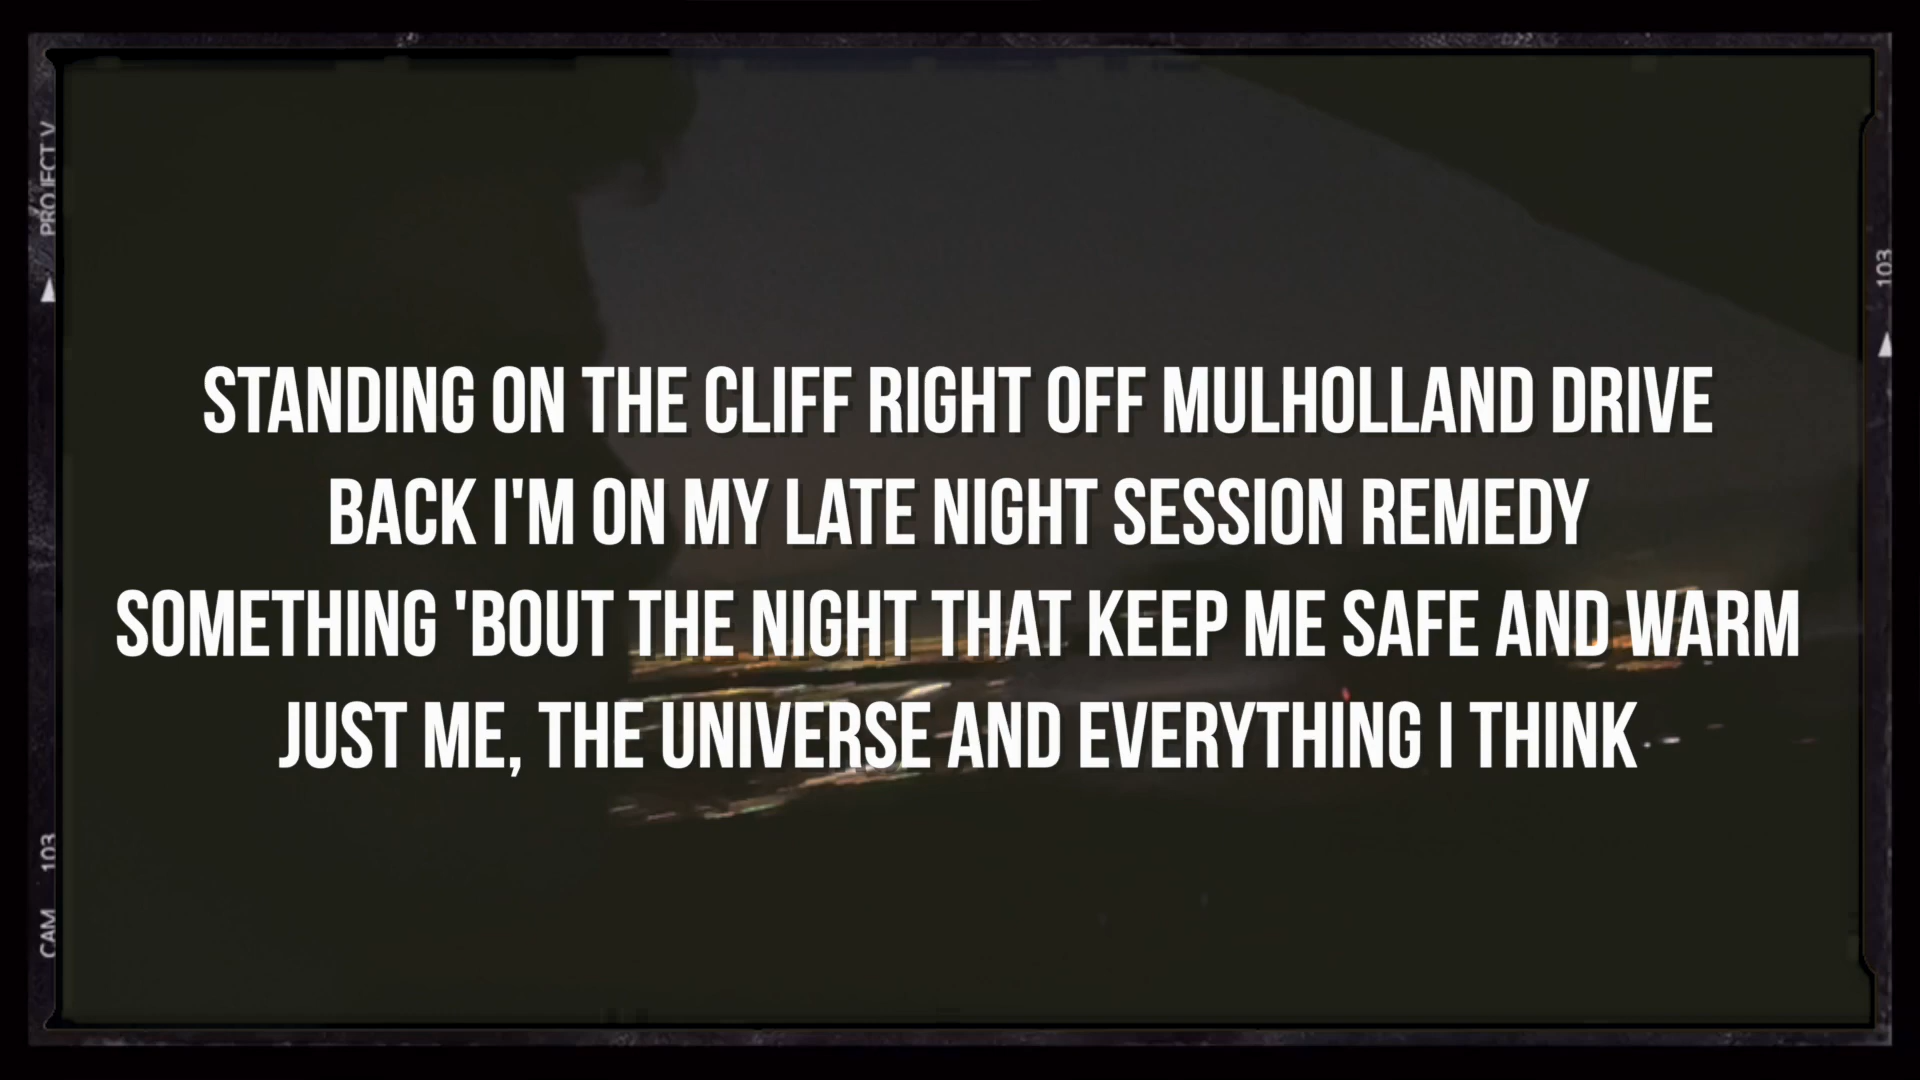 STANDING ON THE CLIFF RIGHT OFF MULHOLLAND DRIVE
BACK I'M ON MY LATE NIGHT SESSION REMEDY
SOMETHING 'BOUT THE NIGHT THAT KEEP ME SAFE AND WARM
JUST ME, THE UNIVERSE AND EVERYTHING I THINK
PROJECT V
CAM 103
103